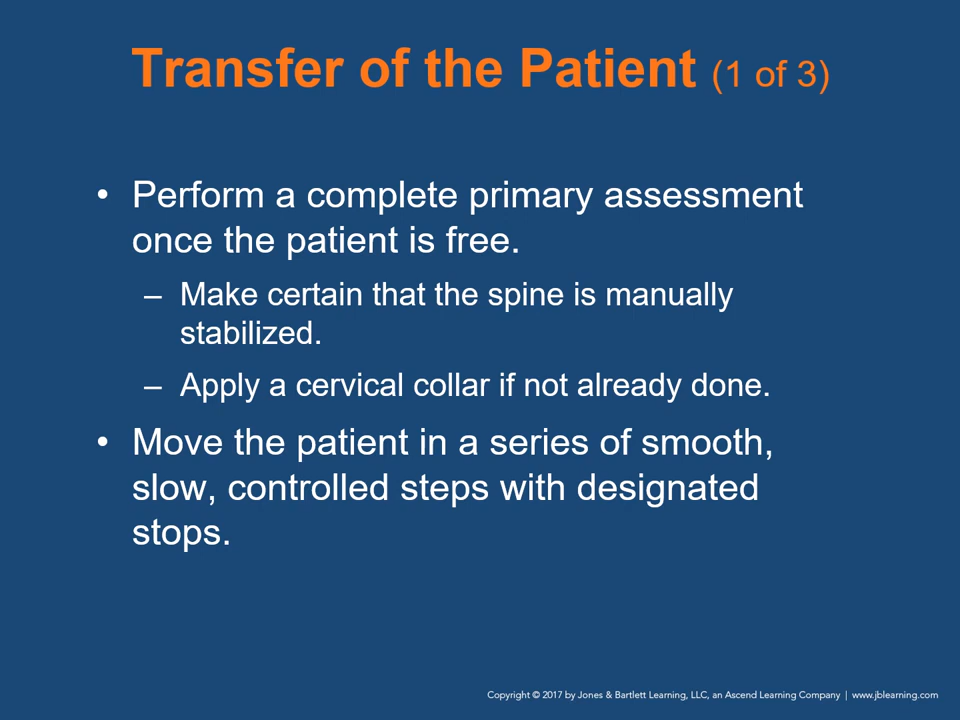 Transfer of the Patient (1 of 3)
• Perform a complete primary assessment
once the patient is free.
– Make certain that the spine is manually
stabilized.
– Apply a cervical collar if not already done.
• Move the patient in a series of smooth,
slow, controlled steps with designated
stops.
Copyright © 2017 by Jones & Bartlett Learning, LLC, an Ascend Learning Company | www.jblearning.com